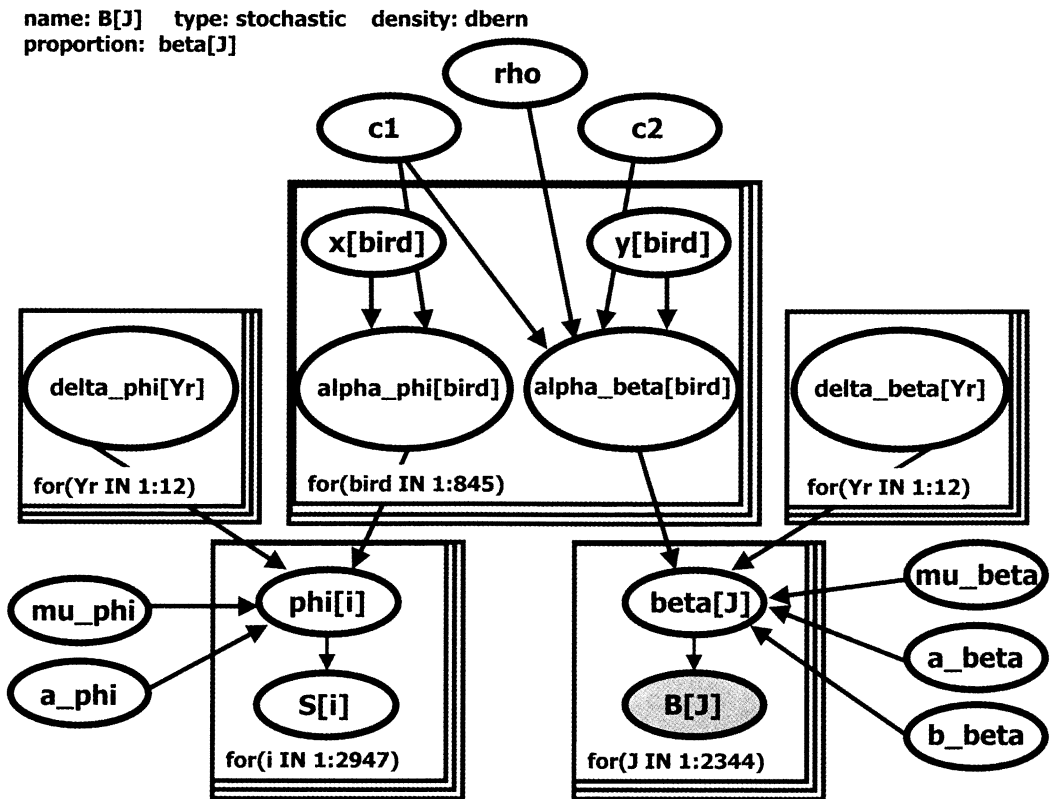 name: B[J] type: stochastic density: dbern
proportion: beta[J]
rho
c1
c2
x[bird]
y[bird]
delta_phi[Yr]
alpha_phi[bird]
alpha_beta[bird]
delta_beta[Yr]
for(Yr IN 1:12)
for(bird IN 1:845)
for(Yr IN 1:12)
mu_phi
phi[i]
beta[J]
mu_beta
a_phi
S[i]
B[J]
a_beta
b_beta
for(i IN 1:2947)
for(J IN 1:2344)